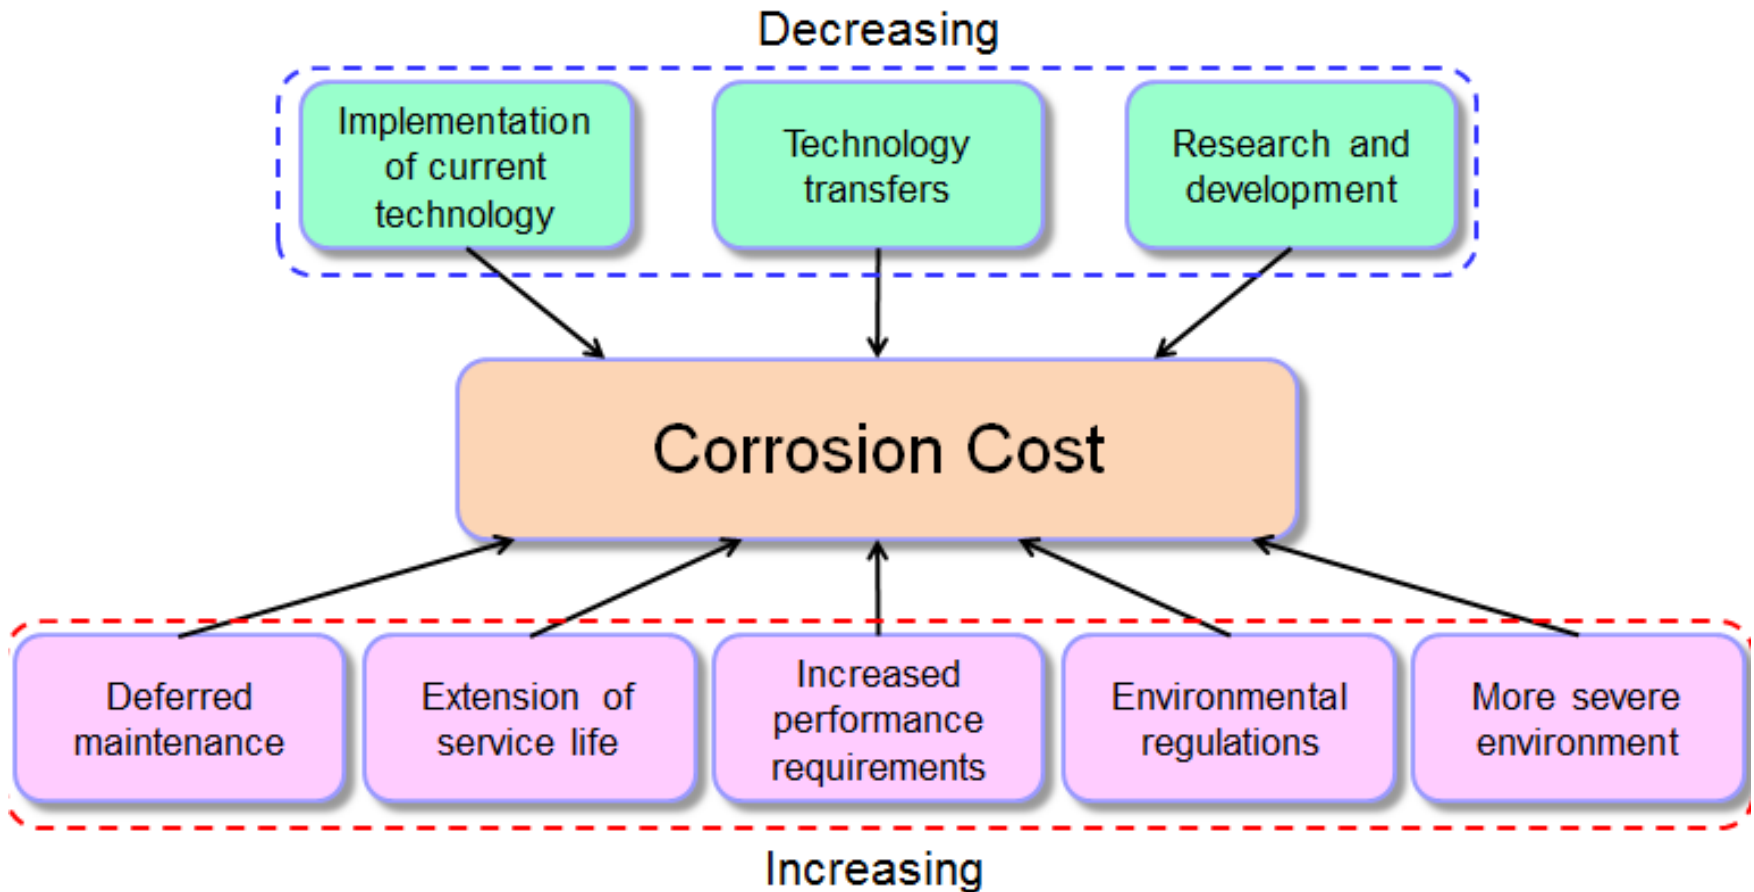 Decreasing
Implementation
of current
technology
Technology
transfers
Research and
development
Corrosion Cost
Deferred
maintenance
Extension of
service life
Increased
performance
requirements
Environmental
regulations
More severe
environment
Increasing